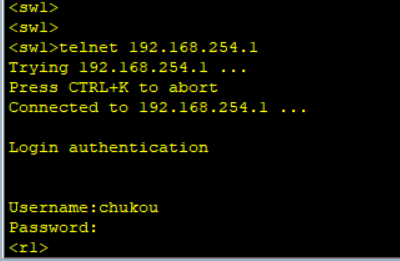 <sw1>
<sw1>
<sw1>telnet 192.168.254.1
Trying 192.168.254.1 ...
Press CTRL+K to abort
Connected to 192.168.254.1 ...
Login authentication
Username:chukou
Password:
<r1>